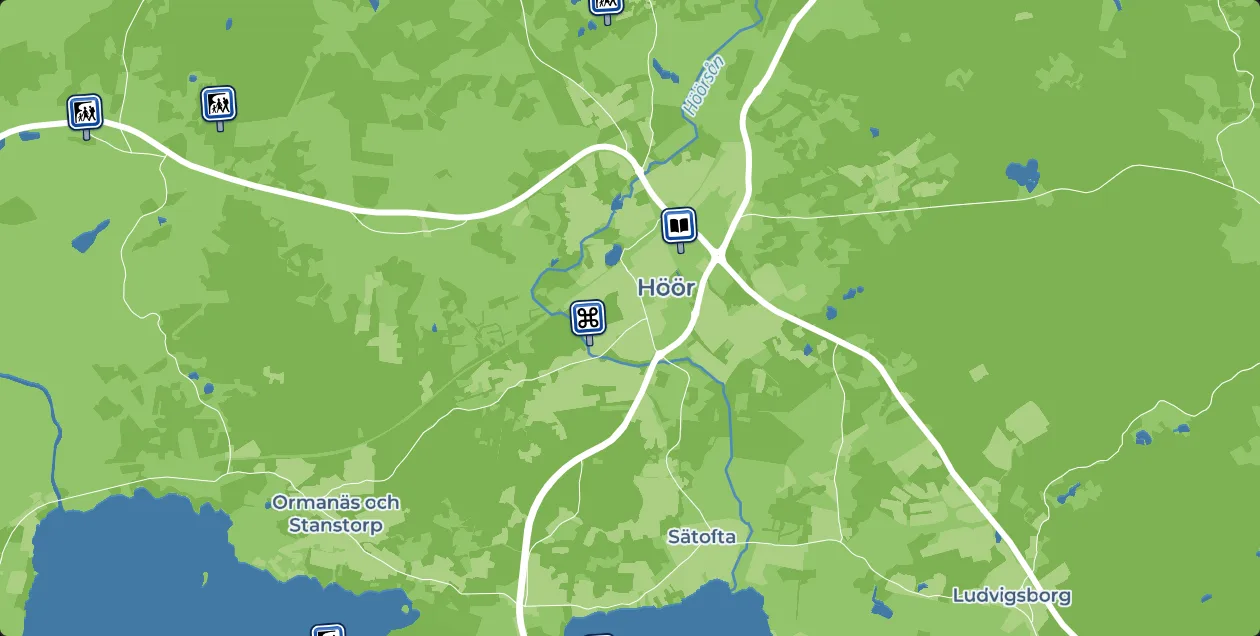 Höörsån
Höör
Ormanäs och
Stanstorp
Sätofta
Ludvigsborg